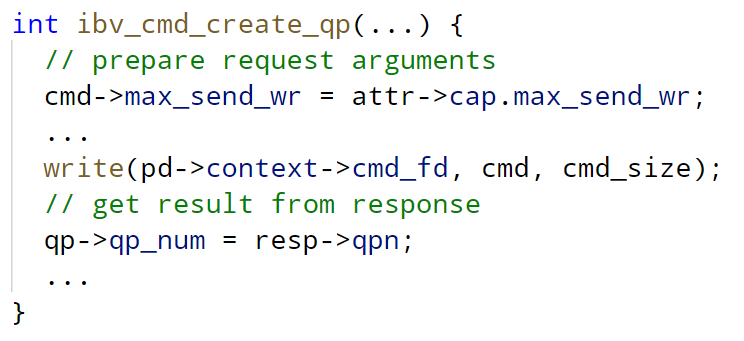 int ibv_cmd_create_qp(...) {
  // prepare request arguments
  cmd->max_send_wr = attr->cap.max_send_wr;
  ...
  write(pd->context->cmd_fd, cmd, cmd_size);
  // get result from response
  qp->qp_num = resp->qpn;
  ...
}